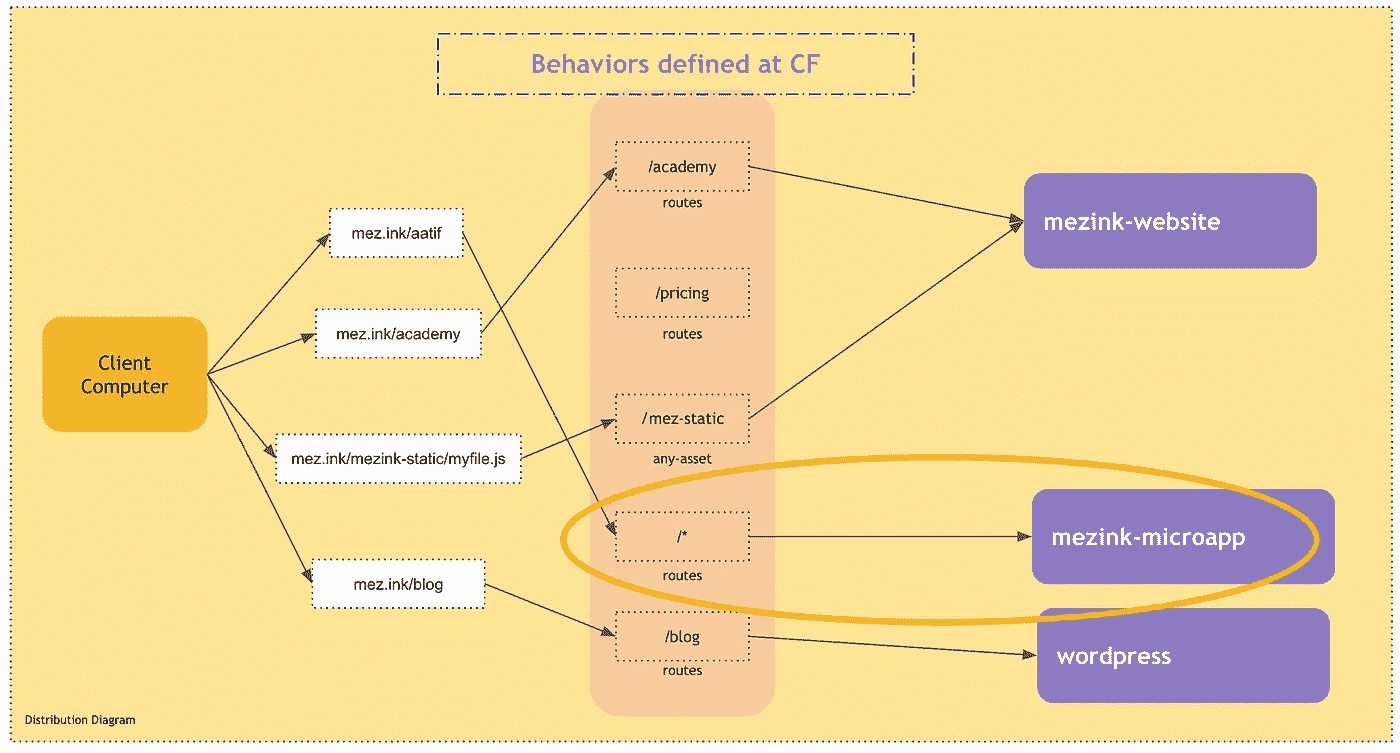 Behaviors defined at CF
/academy
routes
mez.ink/aatif
mezink-website
/pricing
routes
mez.ink/academy
Client
Computer
/mez-static
any-asset
mez.ink/mezink-static/myfile.js
/*
routes
mezink-microapp
mez.ink/blog
/blog
routes
wordpress
Distribution Diagram